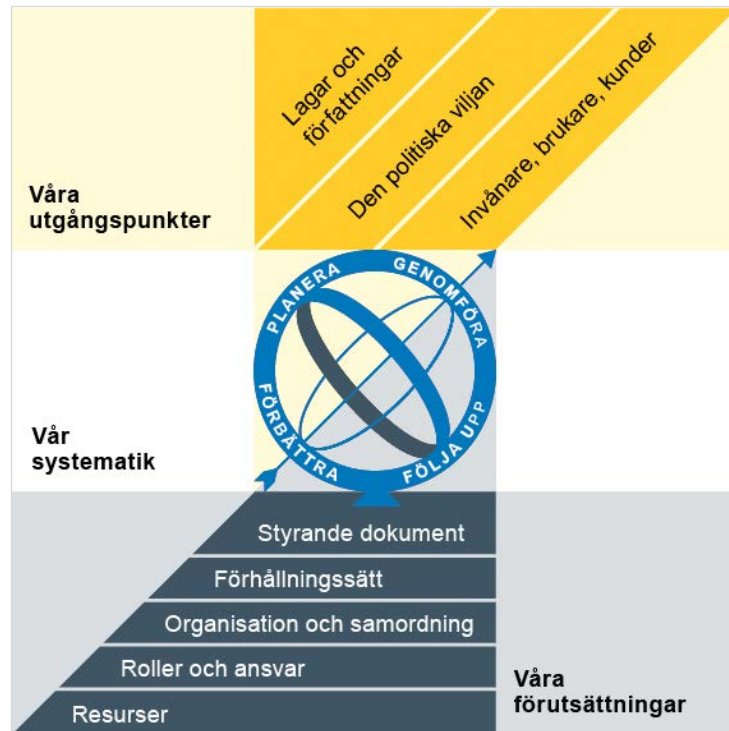 Lagar och
författningar
Den politiska viljan
Invånare, brukare, kunder
Våra
utgångspunkter
PLANERA
GENOMFÖRA
FÖRBÄTTRA
FÖLJA UPP
Vår
systematik
Styrande dokument
Förhållningssätt
Organisation och samordning
Roller och ansvar
Resurser
Våra
förutsättningar